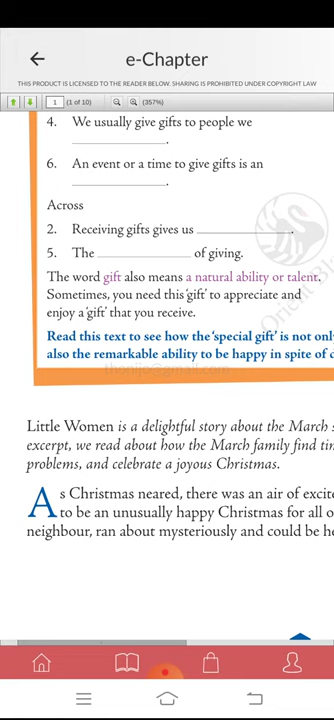 e-Chapter
THIS PRODUCT IS LICENSED TO THE READER BELOW. SHARING IS PROHIBITED UNDER COPYRIGHT LAW
1 (1 of 10) (357%)
4. We usually give gifts to people we
____________.
6. An event or a time to give gifts is an
____________.
Across
2. Receiving gifts gives us ____________.
5. The ____________ of giving.
The word gift also means a natural ability or talent.
Sometimes, you need this ‘gift’ to appreciate and
enjoy a ‘gift’ that you receive.
Read this text to see how the ‘special gift’ is not onl
also the remarkable ability to be happy in spite of d
Orient Bla
Little Women is a delightful story about the March s
excerpt, we read about how the March family find tim
problems, and celebrate a joyous Christmas.
As Christmas neared, there was an air of excite
to be an unusually happy Christmas for all o
neighbour, ran about mysteriously and could be he